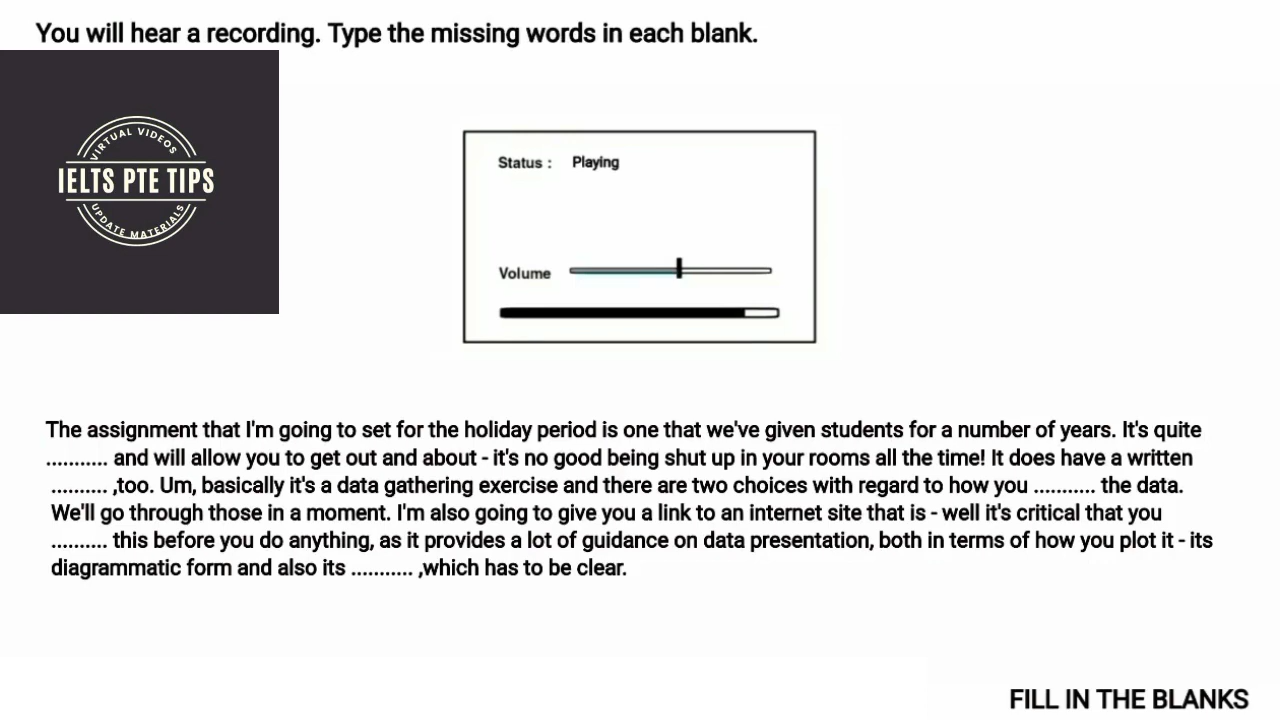 You will hear a recording. Type the missing words in each blank.
VIRTUAL VIDEOS
IELTS PTE TIPS
UPDATE MATERIALS
Status : Playing
Volume
The assignment that I'm going to set for the holiday period is one that we've given students for a number of years. It's quite
........... and will allow you to get out and about - it's no good being shut up in your rooms all the time! It does have a written
.......... ,too. Um, basically it's a data gathering exercise and there are two choices with regard to how you ........... the data.
We'll go through those in a moment. I'm also going to give you a link to an internet site that is - well it's critical that you
.......... this before you do anything, as it provides a lot of guidance on data presentation, both in terms of how you plot it - its
diagrammatic form and also its ........... ,which has to be clear.
FILL IN THE BLANKS